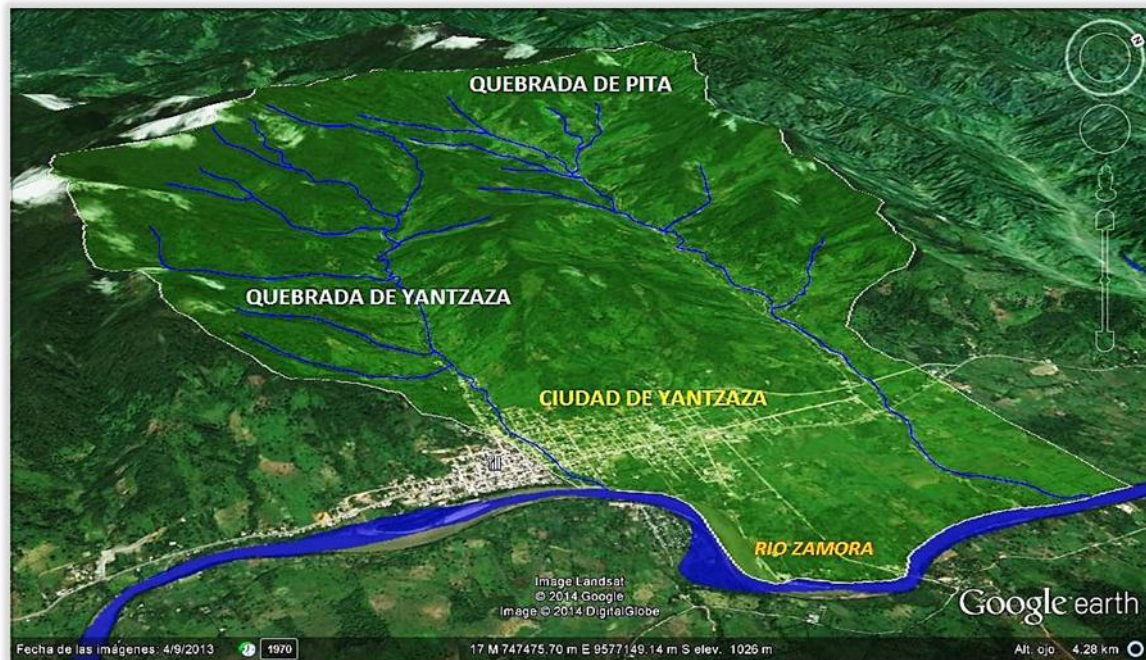 QUEBRADA DE PITA
QUEBRADA DE YANTZAZA
CIUDAD DE YANTZAZA
RIO ZAMORA
Image Landsat
© 2014 Google
Image © 2014 DigitalGlobe
Google earth
Fecha de las imágenes: 4/9/2013 1970 17 M 747475.70 m E 9577149.14 m S elev. 1026 m Alt. ojo 4.28 km
N